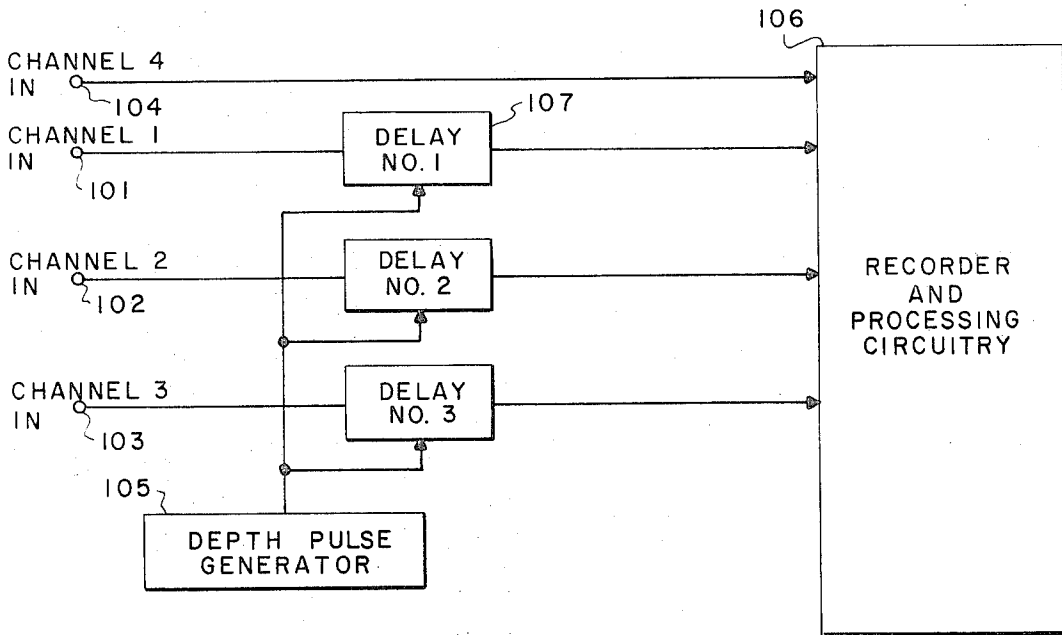 106
CHANNEL 4
IN
104
107
CHANNEL 1
IN
101
DELAY
NO. 1
CHANNEL 2
IN
102
DELAY
NO. 2
RECORDER
AND
PROCESSING
CIRCUITRY
CHANNEL 3
IN
103
DELAY
NO. 3
105
DEPTH PULSE
GENERATOR